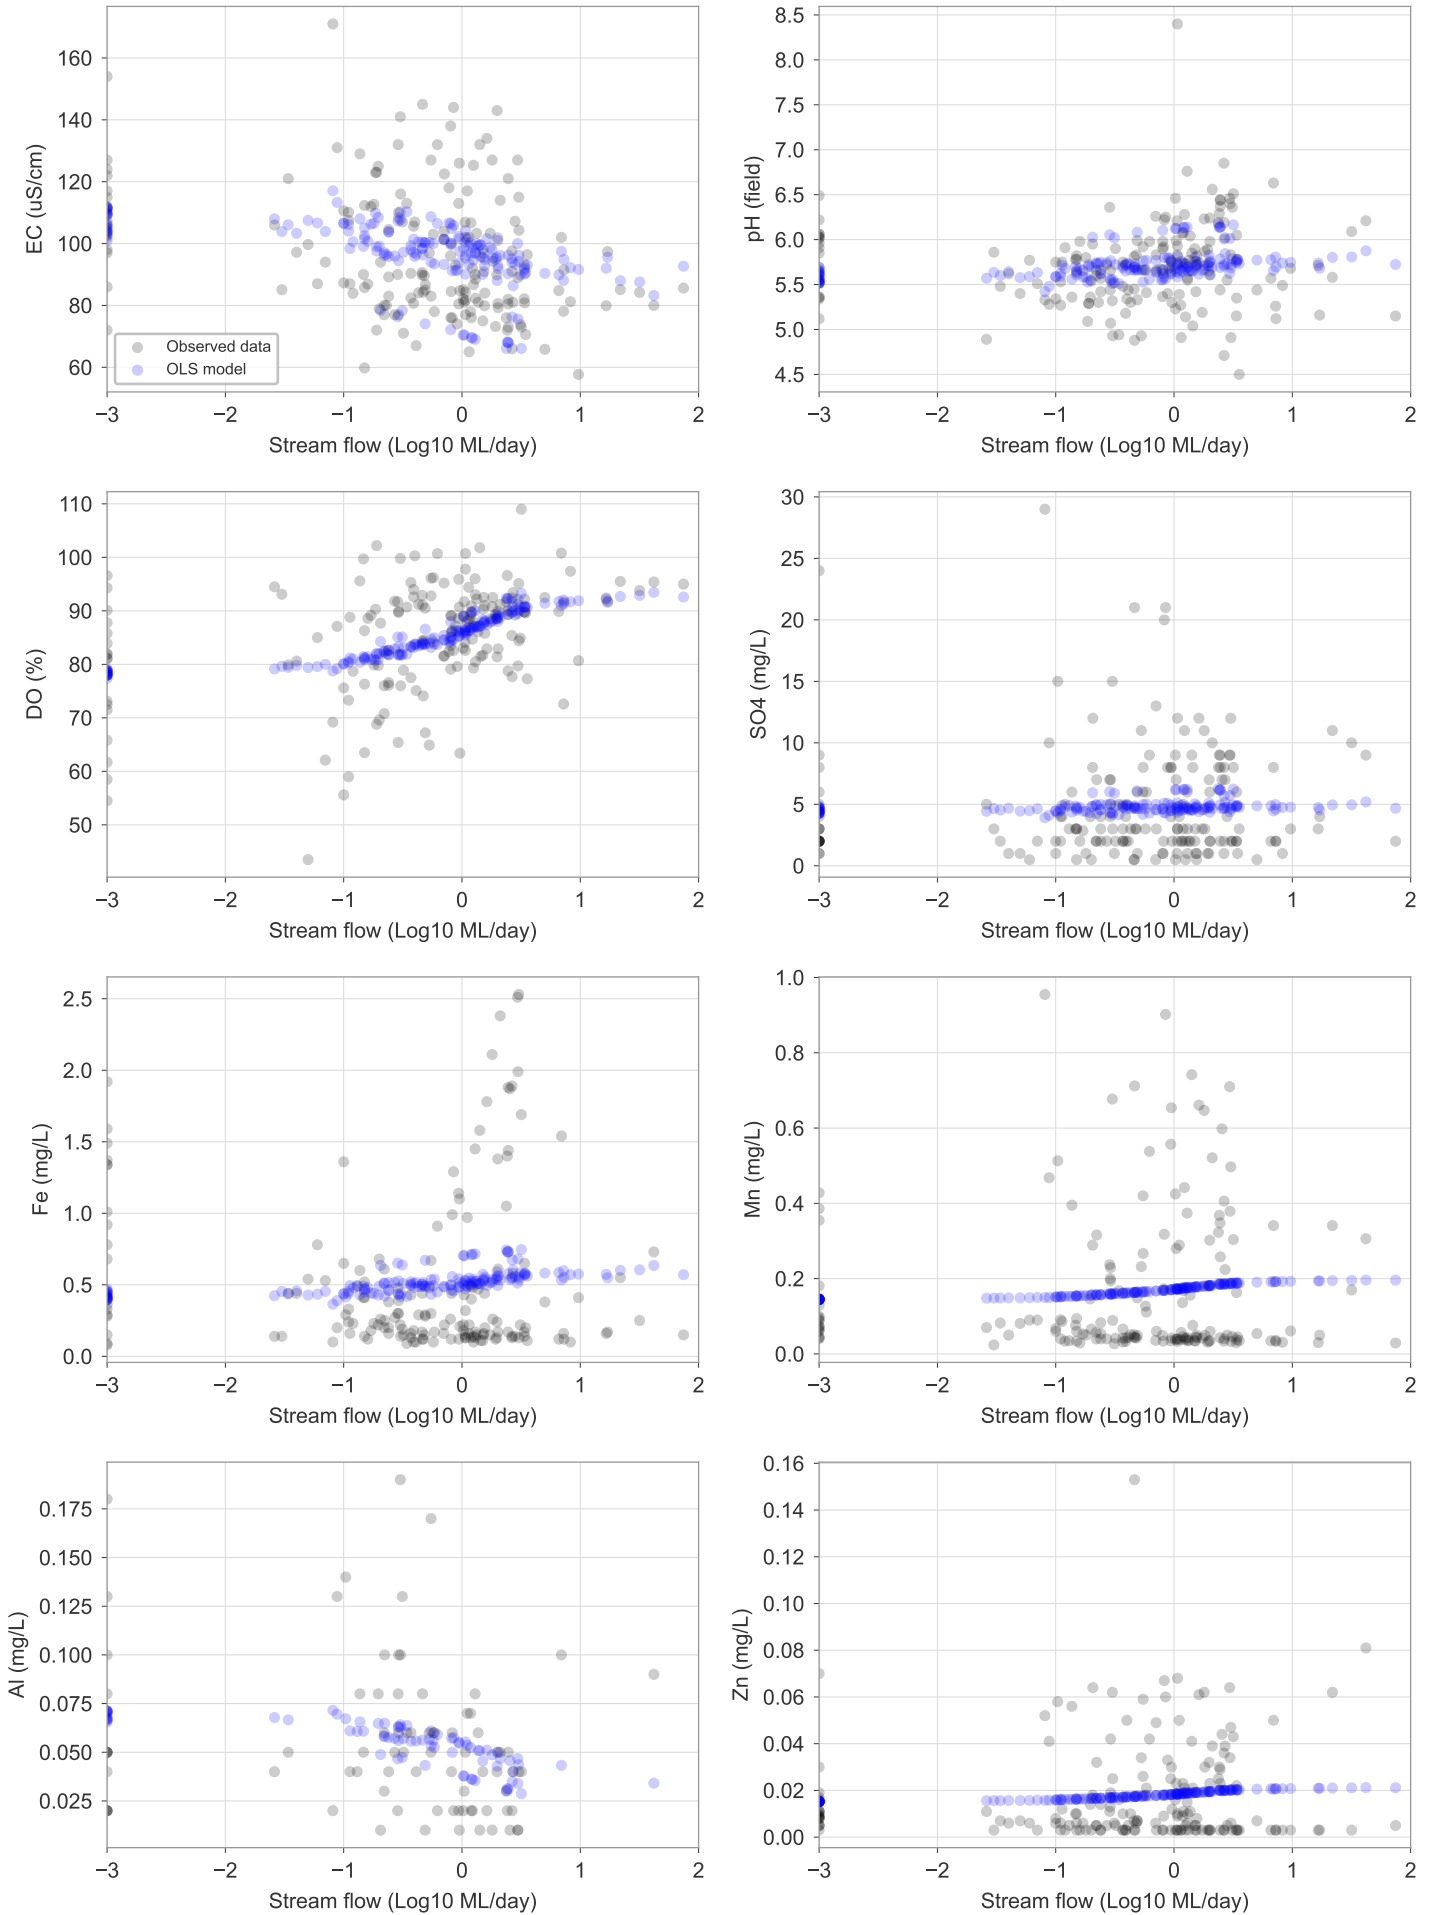 160
140
120
100
80
60
EC (uS/cm)
Observed data
OLS model
−3 −2 −1 0 1 2
Stream flow (Log10 ML/day)
8.5
8.0
7.5
7.0
6.5
6.0
5.5
5.0
4.5
pH (field)
−3 −2 −1 0 1 2
Stream flow (Log10 ML/day)
110
100
90
80
70
60
50
DO (%)
−3 −2 −1 0 1 2
Stream flow (Log10 ML/day)
30
25
20
15
10
5
0
SO4 (mg/L)
−3 −2 −1 0 1 2
Stream flow (Log10 ML/day)
2.5
2.0
1.5
1.0
0.5
0.0
Fe (mg/L)
−3 −2 −1 0 1 2
Stream flow (Log10 ML/day)
1.0
0.8
0.6
0.4
0.2
0.0
Mn (mg/L)
−3 −2 −1 0 1 2
Stream flow (Log10 ML/day)
0.175
0.150
0.125
0.100
0.075
0.050
0.025
Al (mg/L)
−3 −2 −1 0 1 2
Stream flow (Log10 ML/day)
0.16
0.14
0.12
0.10
0.08
0.06
0.04
0.02
0.00
Zn (mg/L)
−3 −2 −1 0 1 2
Stream flow (Log10 ML/day)